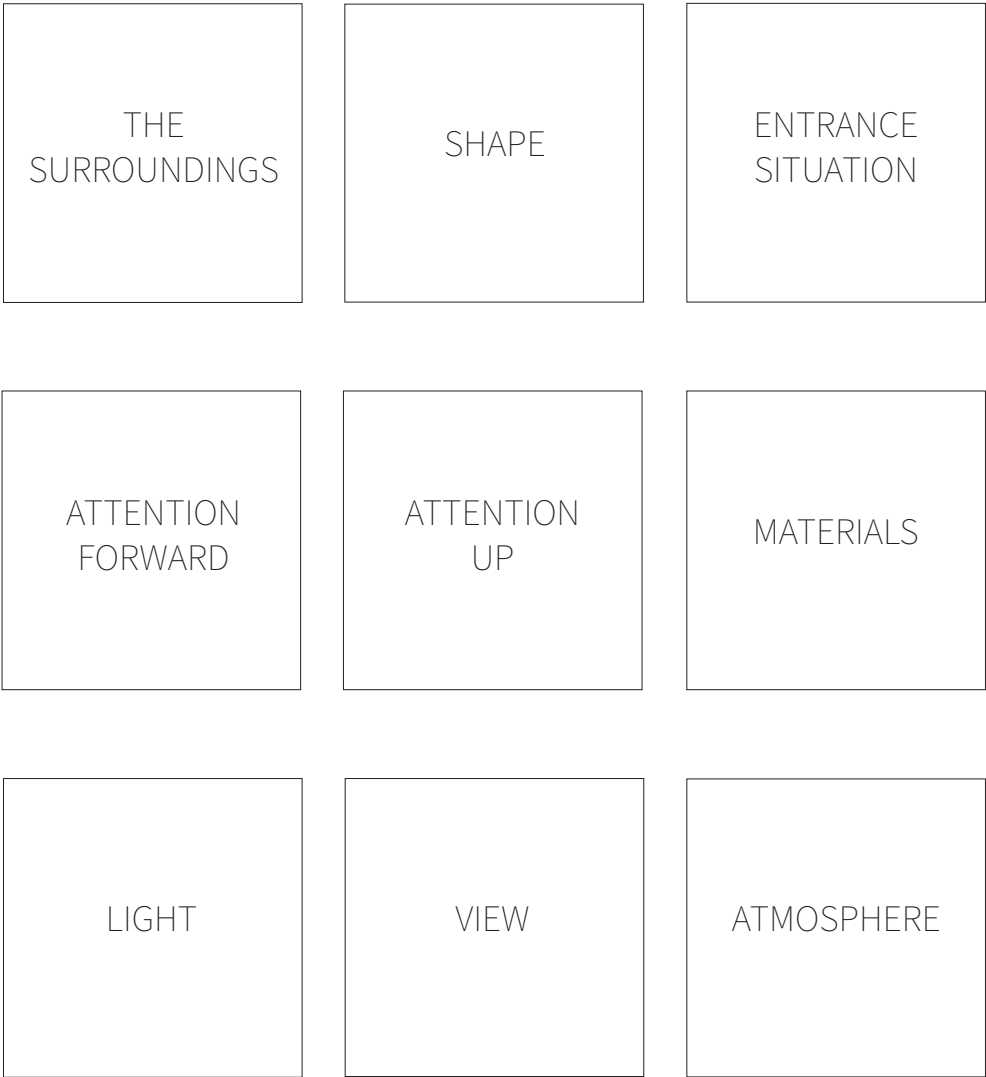 THE
SURROUNDINGS
SHAPE
ENTRANCE
SITUATION
ATTENTION
FORWARD
ATTENTION
UP
MATERIALS
LIGHT
VIEW
ATMOSPHERE